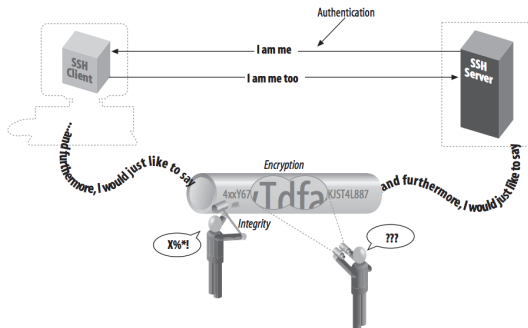 Authentication
I am me
SSH
Client
I am me too
SSH
Server
...and furthermore, I would just like to say
Encryption
4xxY67
yTdfa
KJST4L887
and furthermore, I would just like to say
Integrity
X%*!
???